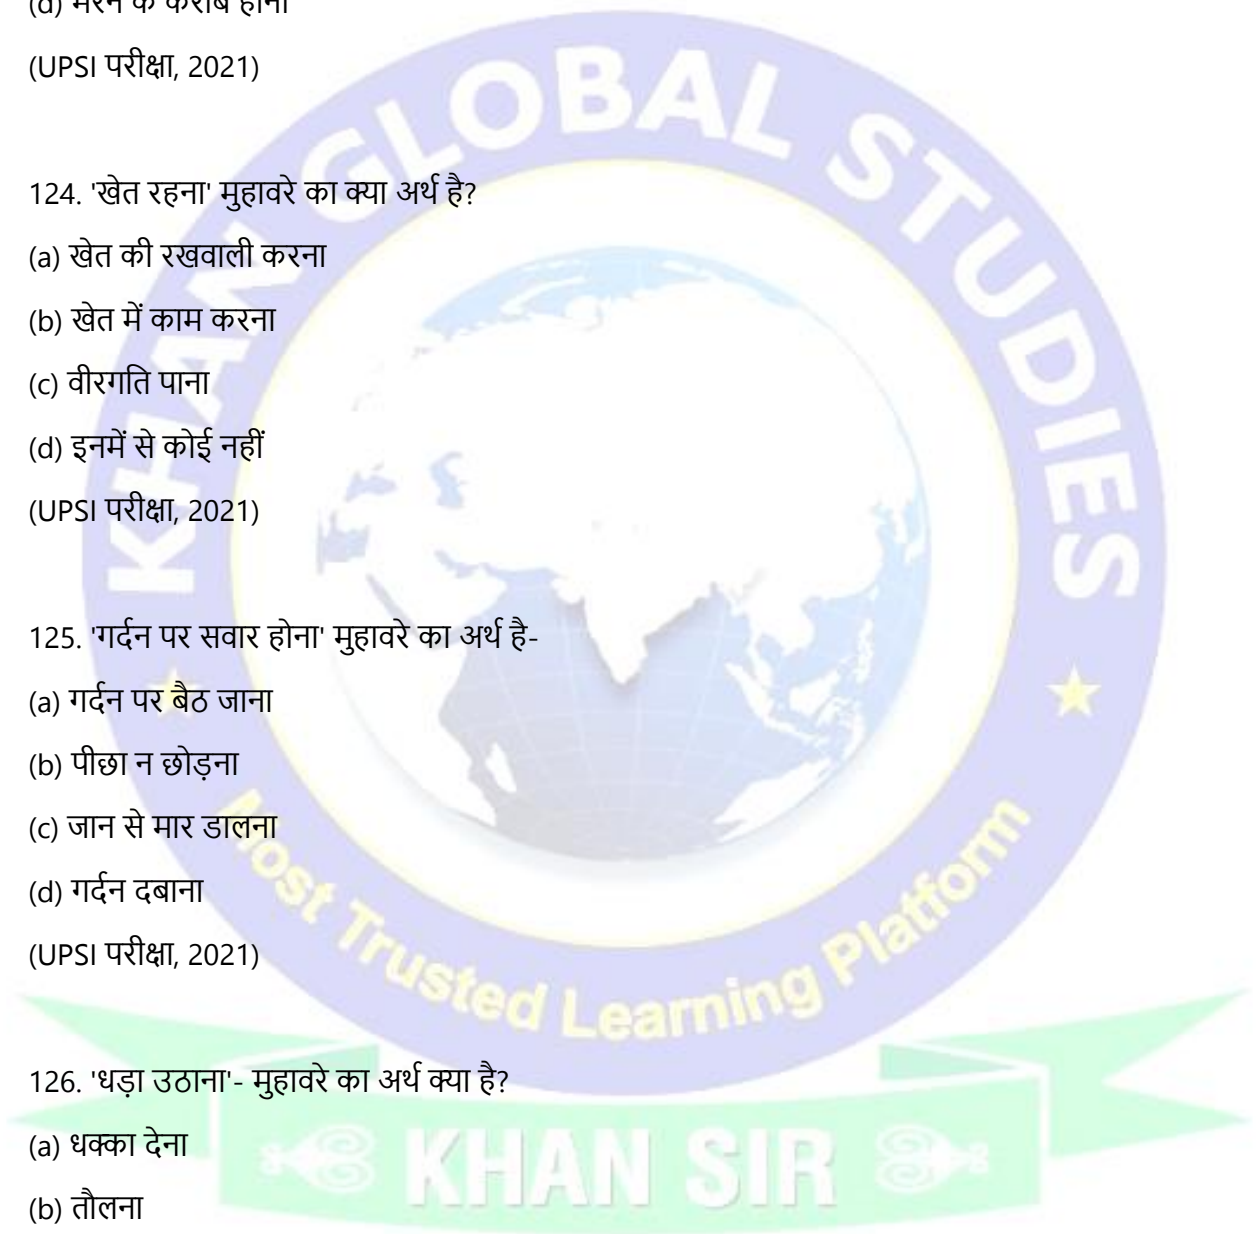 (d) मरने के करीब होना
(UPSI परीक्षा, 2021)
124. 'खेत रहना' मुहावरे का क्या अर्थ है?
(a) खेत की रखवाली करना
(b) खेत में काम करना
(c) वीरगति पाना
(d) इनमें से कोई नहीं
(UPSI परीक्षा, 2021)
125. 'गर्दन पर सवार होना' मुहावरे का अर्थ है-
(a) गर्दन पर बैठ जाना
(b) पीछा न छोड़ना
(c) जान से मार डालना
(d) गर्दन दबाना
(UPSI परीक्षा, 2021)
126. 'धड़ा उठाना'- मुहावरे का अर्थ क्या है?
(a) धक्का देना
(b) तौलना
KHAN GLOBAL STUDIES
Most Trusted Learning Platform
KHAN SIR